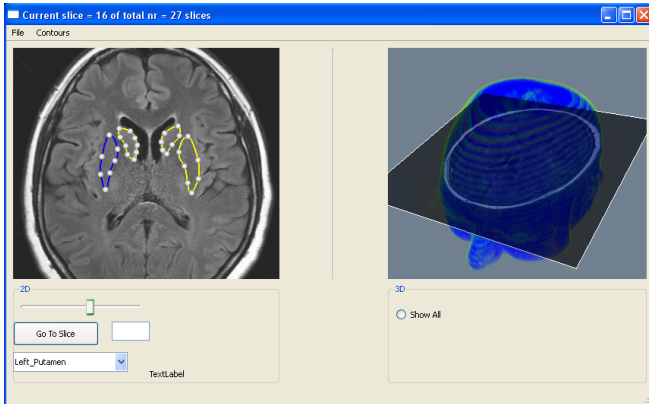 Current slice = 16 of total nr = 27 slices
File Contours
2D
Go To Slice
Left_Putamen
TextLabel
3D
Show All